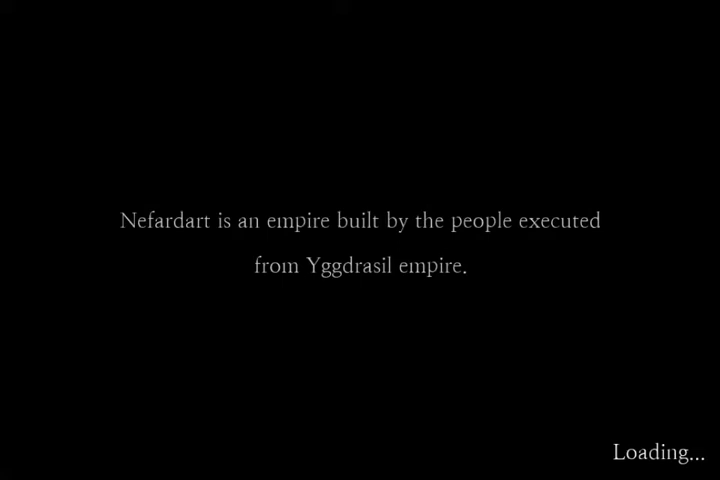 Nefardart is an empire built by the people executed
from Yggdrasil empire.
Loading...